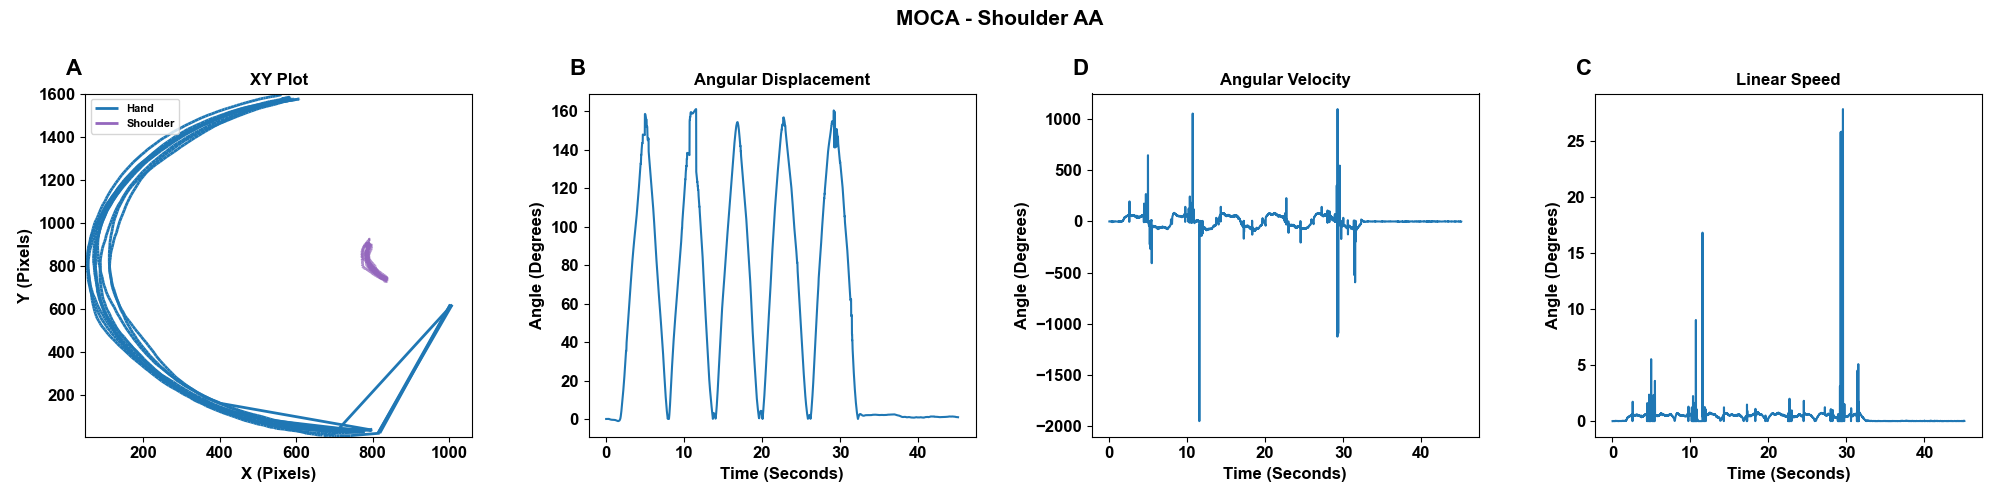 MOCA - Shoulder AA
A
XY Plot
Hand
Shoulder
1600
1400
1200
1000
800
600
400
200
Y (Pixels)
200 400 600 800 1000
X (Pixels)
B
Angular Displacement
160
140
120
100
80
60
40
20
0
Angle (Degrees)
0 10 20 30 40
Time (Seconds)
D
Angular Velocity
1000
500
0
−500
−1000
−1500
−2000
Angle (Degrees)
0 10 20 30 40
Time (Seconds)
C
Linear Speed
25
20
15
10
5
0
Angle (Degrees)
0 10 20 30 40
Time (Seconds)